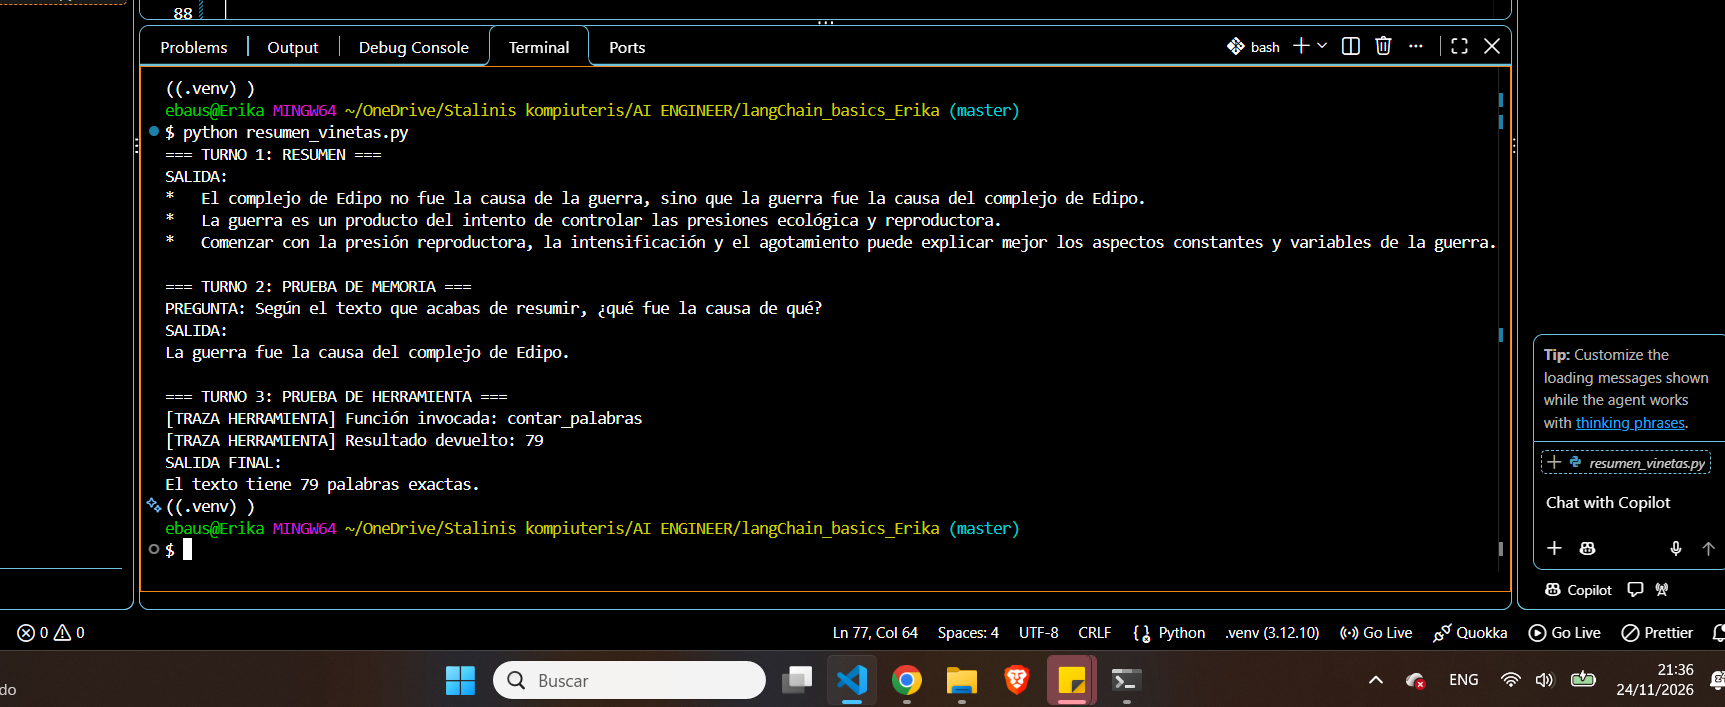 88
Problems
Output
Debug Console
Terminal
Ports
bash
((.venv) )
ebaus@Erika MINGW64 ~/OneDrive/Stalinis kompiuteris/AI ENGINEER/langChain_basics_Erika (master)
$ python resumen_vinetas.py
=== TURNO 1: RESUMEN ===
SALIDA:
*   El complejo de Edipo no fue la causa de la guerra, sino que la guerra fue la causa del complejo de Edipo.
*   La guerra es un producto del intento de controlar las presiones ecológica y reproductora.
*   Comenzar con la presión reproductora, la intensificación y el agotamiento puede explicar mejor los aspectos constantes y variables de la guerra.
=== TURNO 2: PRUEBA DE MEMORIA ===
PREGUNTA: Según el texto que acabas de resumir, ¿qué fue la causa de qué?
SALIDA:
La guerra fue la causa del complejo de Edipo.
=== TURNO 3: PRUEBA DE HERRAMIENTA ===
[TRAZA HERRAMIENTA] Función invocada: contar_palabras
[TRAZA HERRAMIENTA] Resultado devuelto: 79
SALIDA FINAL:
El texto tiene 79 palabras exactas.
((.venv) )
ebaus@Erika MINGW64 ~/OneDrive/Stalinis kompiuteris/AI ENGINEER/langChain_basics_Erika (master)
$
Tip: Customize the
loading messages shown
while the agent works
with thinking phrases.
resumen_vinetas.py
Chat with Copilot
Copilot
0 0
Ln 77, Col 64
Spaces: 4
UTF-8
CRLF
Python
.venv (3.12.10)
Go Live
Quokka
Go Live
Prettier
do
Buscar
ENG
21:36
24/11/2026